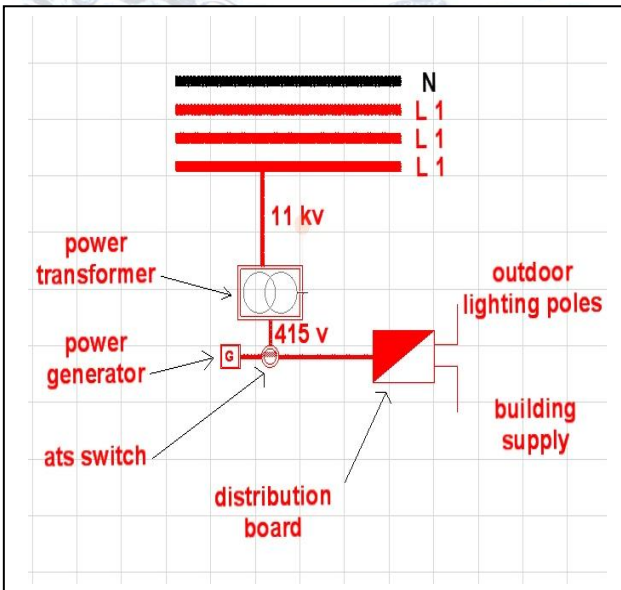 N
L 1
L 1
L 1
11 kv
power
transformer
outdoor
lighting poles
415 v
power
generator
G
ats switch
building
supply
distribution
board